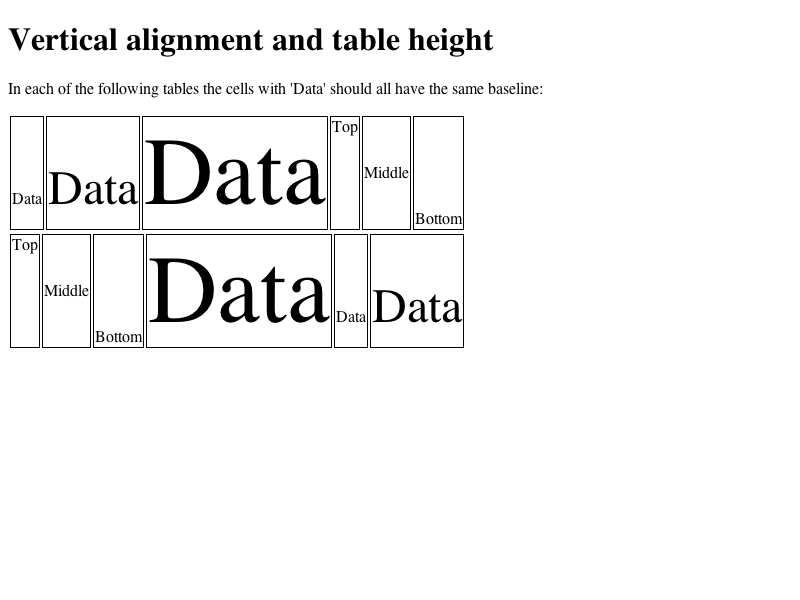 Vertical alignment and table height
In each of the following tables the cells with 'Data' should all have the same baseline:
Data Data Data Top Middle Bottom
Top Middle Bottom Data Data Data